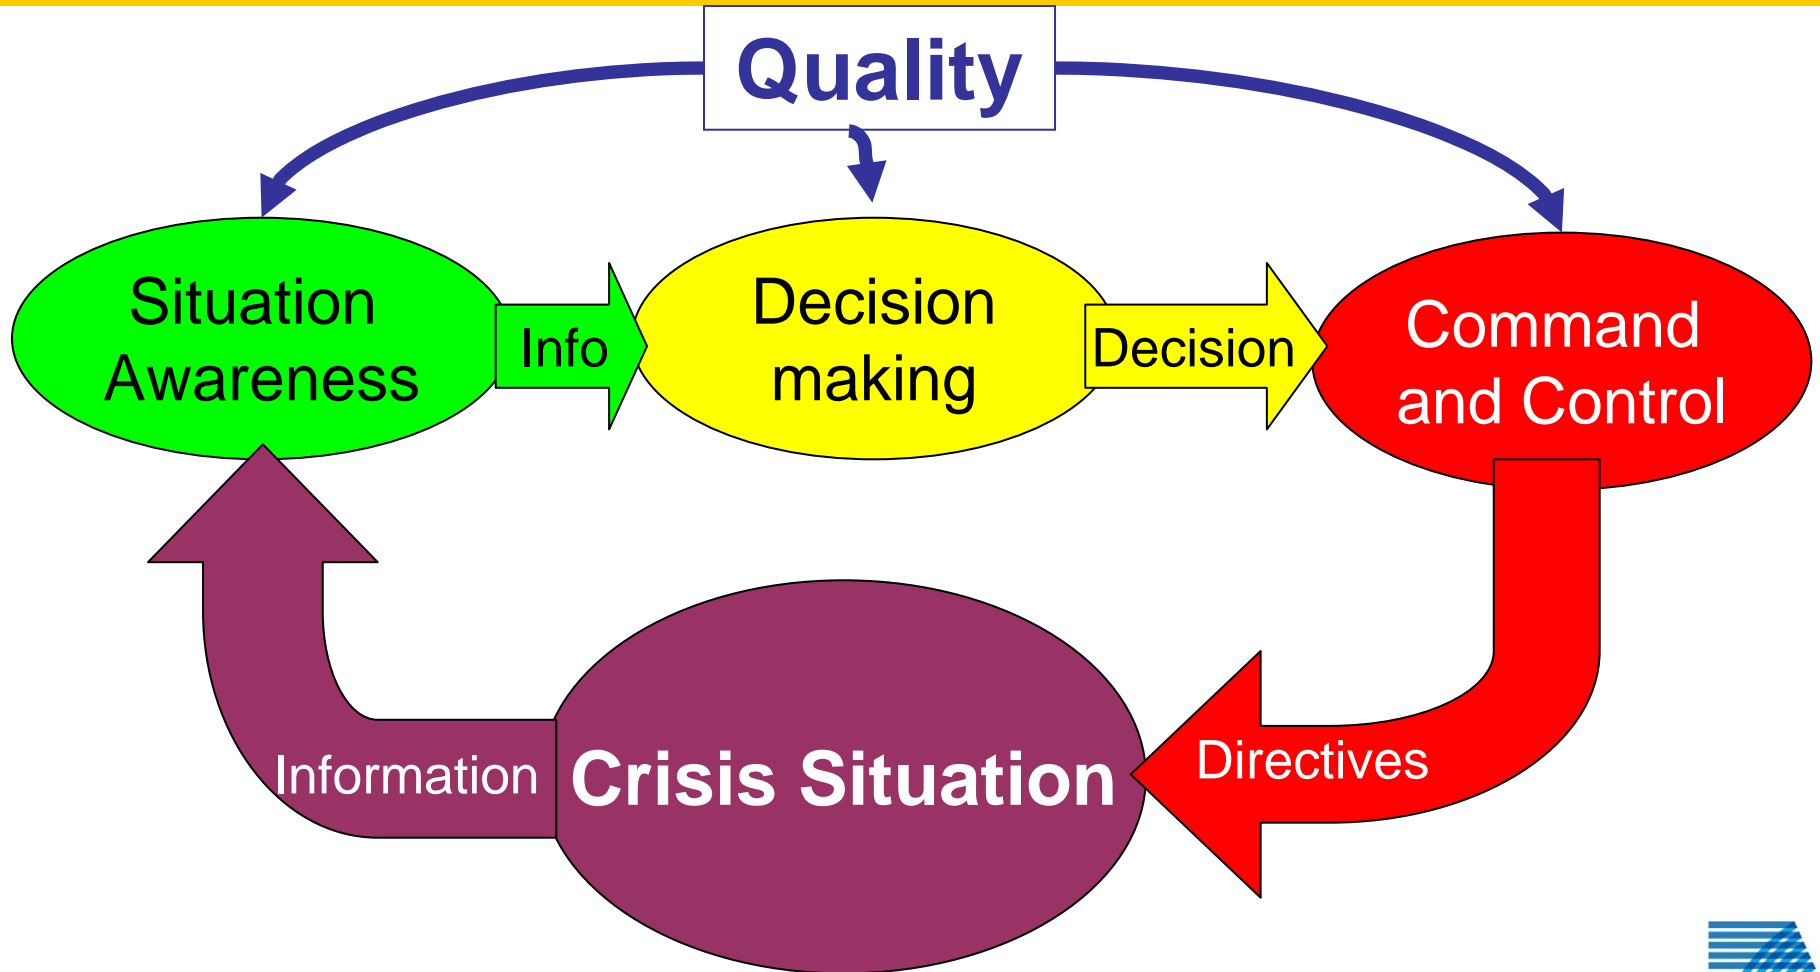 Quality
Situation
Awareness
Info
Decision
making
Decision
Command
and Control
Information
Crisis Situation
Directives